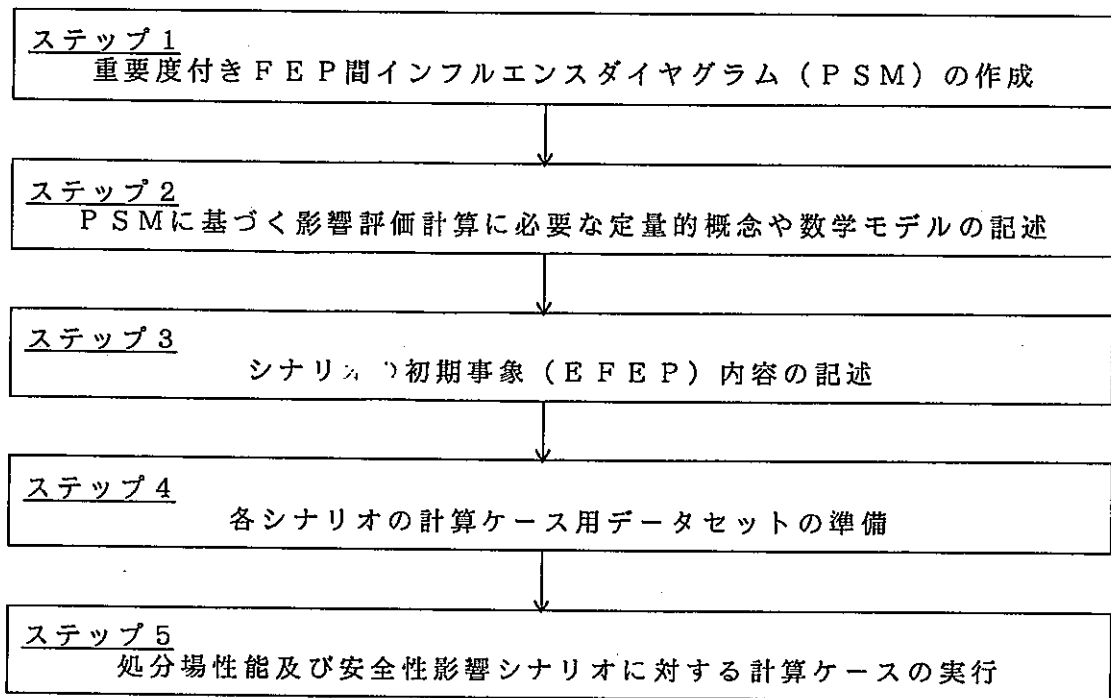 ステップ1
重要度付きFEP間インフルエンスダイヤグラム（PSM）の作成
ステップ2
PSMに基づく影響評価計算に必要な定量的概念や数学モデルの記述
ステップ3
シナリオの初期事象（EFEP）内容の記述
ステップ4
各シナリオの計算ケース用データセットの準備
ステップ5
処分場性能及び安全性影響シナリオに対する計算ケースの実行